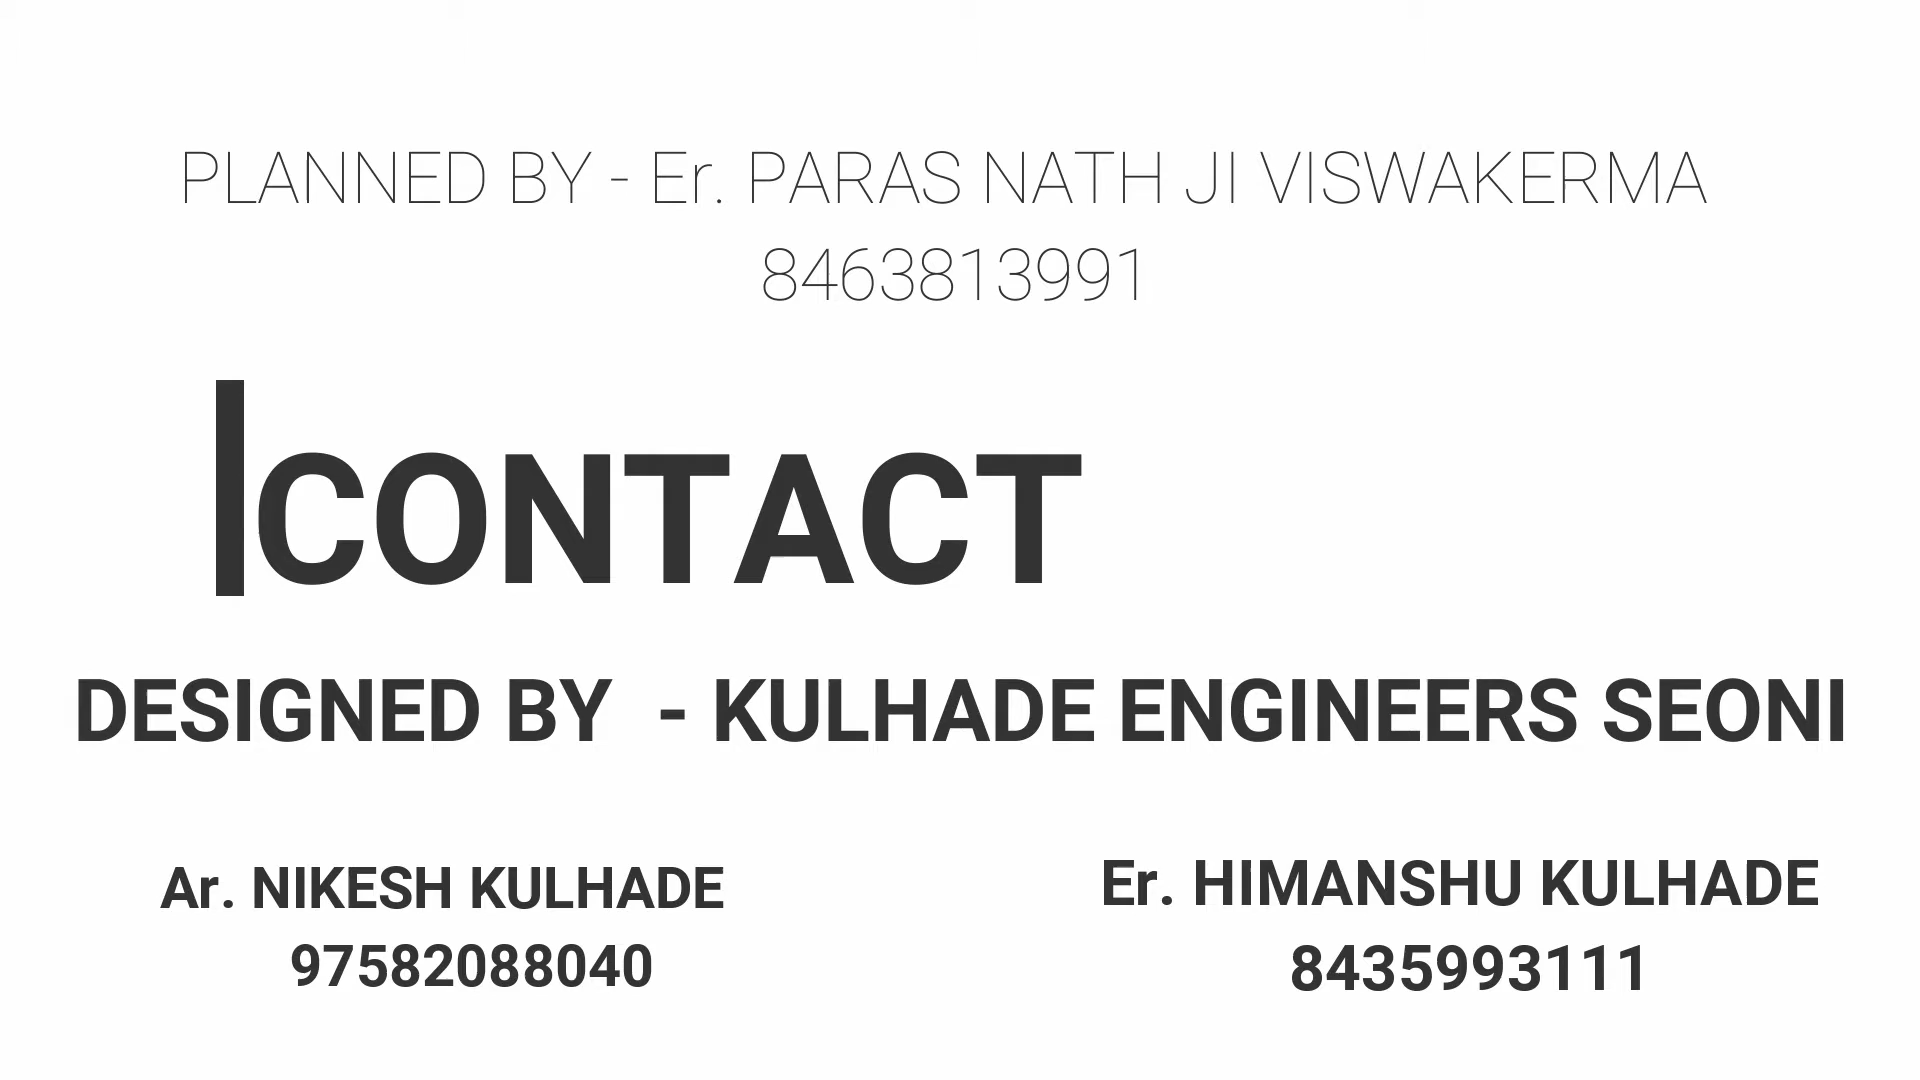 PLANNED BY - Er. PARAS NATH JI VISWAKERMA
8463813991
CONTACT
DESIGNED BY - KULHADE ENGINEERS SEONI
Ar. NIKESH KULHADE
97582088040
Er. HIMANSHU KULHADE
8435993111